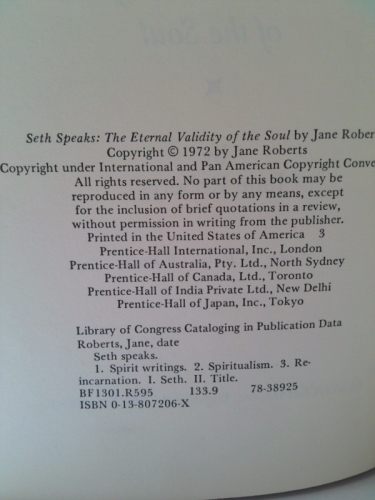 of the Soul
Seth Speaks: The Eternal Validity of the Soul by Jane Rober
Copyright © 1972 by Jane Roberts
Copyright under International and Pan American Copyright Conve
All rights reserved. No part of this book may be
reproduced in any form or by any means, except
for the inclusion of brief quotations in a review,
without permission in writing from the publisher.
Printed in the United States of America 3
Prentice-Hall International, Inc., London
Prentice-Hall of Australia, Pty. Ltd., North Sydney
Prentice-Hall of Canada, Ltd., Toronto
Prentice-Hall of India Private Ltd., New Delhi
Prentice-Hall of Japan, Inc., Tokyo
Library of Congress Cataloging in Publication Data
Roberts, Jane, date
Seth speaks.
1. Spirit writings. 2. Spiritualism. 3. Re-
incarnation. I. Seth. II. Title.
BF1301.R595 133.9 78-38925
ISBN 0-13-807206-X